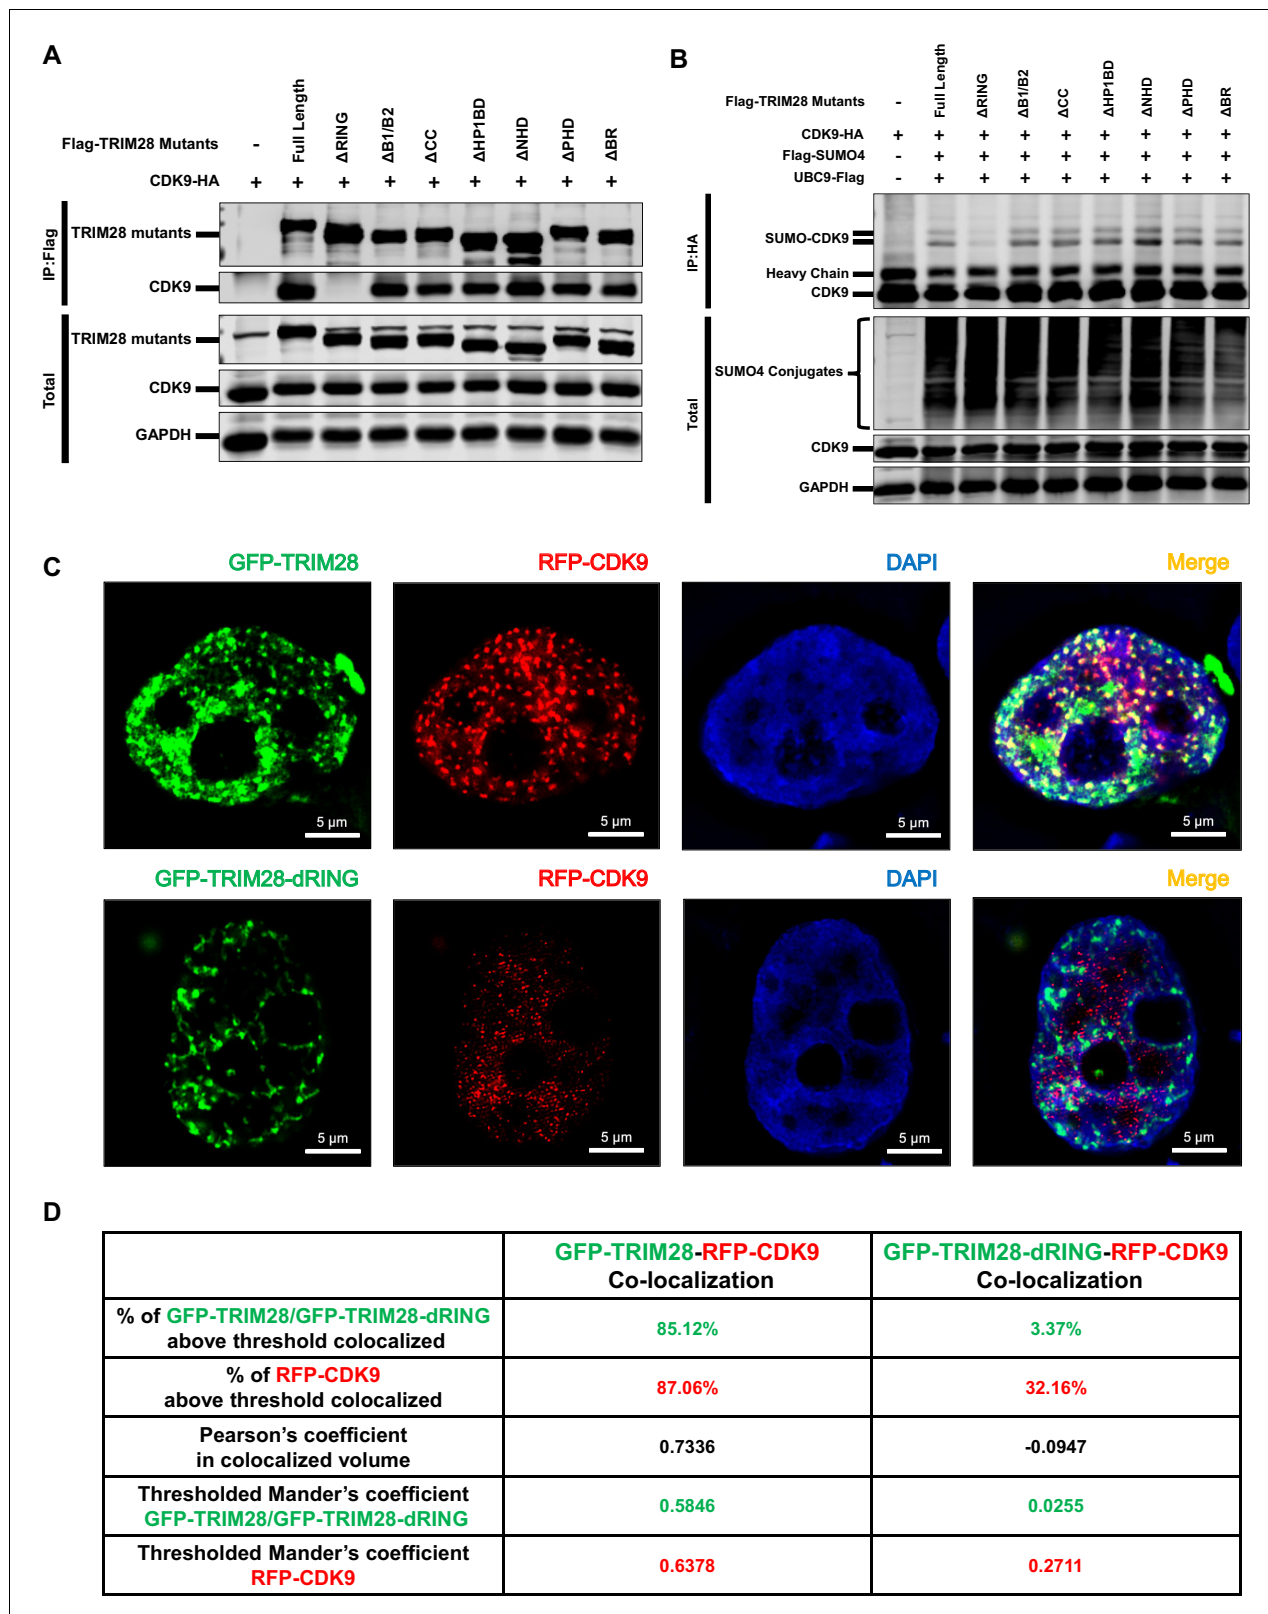 A
Flag-TRIM28 Mutants
-
Full Length
ΔRING
ΔB1/B2
ΔCC
ΔHP1BD
ΔNHD
ΔPHD
ΔBR
CDK9-HA + + + + + + + + +
IP:Flag
TRIM28 mutants
CDK9
Total
TRIM28 mutants
CDK9
GAPDH
B
Flag-TRIM28 Mutants
-
Full Length
ΔRING
ΔB1/B2
ΔCC
ΔHP1BD
ΔNHD
ΔPHD
ΔBR
CDK9-HA + + + + + + + + +
Flag-SUMO4 - + + + + + + + +
UBC9-Flag - + + + + + + + +
IP:HA
SUMO-CDK9
Heavy Chain
CDK9
Total
SUMO4 Conjugates
CDK9
GAPDH
C
GFP-TRIM28 RFP-CDK9 DAPI Merge
5 μm 5 μm 5 μm 5 μm
GFP-TRIM28-dRING RFP-CDK9 DAPI Merge
5 μm 5 μm 5 μm 5 μm
D
GFP-TRIM28-RFP-CDK9
Co-localization
GFP-TRIM28-dRING-RFP-CDK9
Co-localization
% of GFP-TRIM28/GFP-TRIM28-dRING
above threshold colocalized
85.12% 3.37%
% of RFP-CDK9
above threshold colocalized
87.06% 32.16%
Pearson's coefficient
in colocalized volume
0.7336 -0.0947
Thresholded Mander's coefficient
GFP-TRIM28/GFP-TRIM28-dRING
0.5846 0.0255
Thresholded Mander's coefficient
RFP-CDK9
0.6378 0.2711